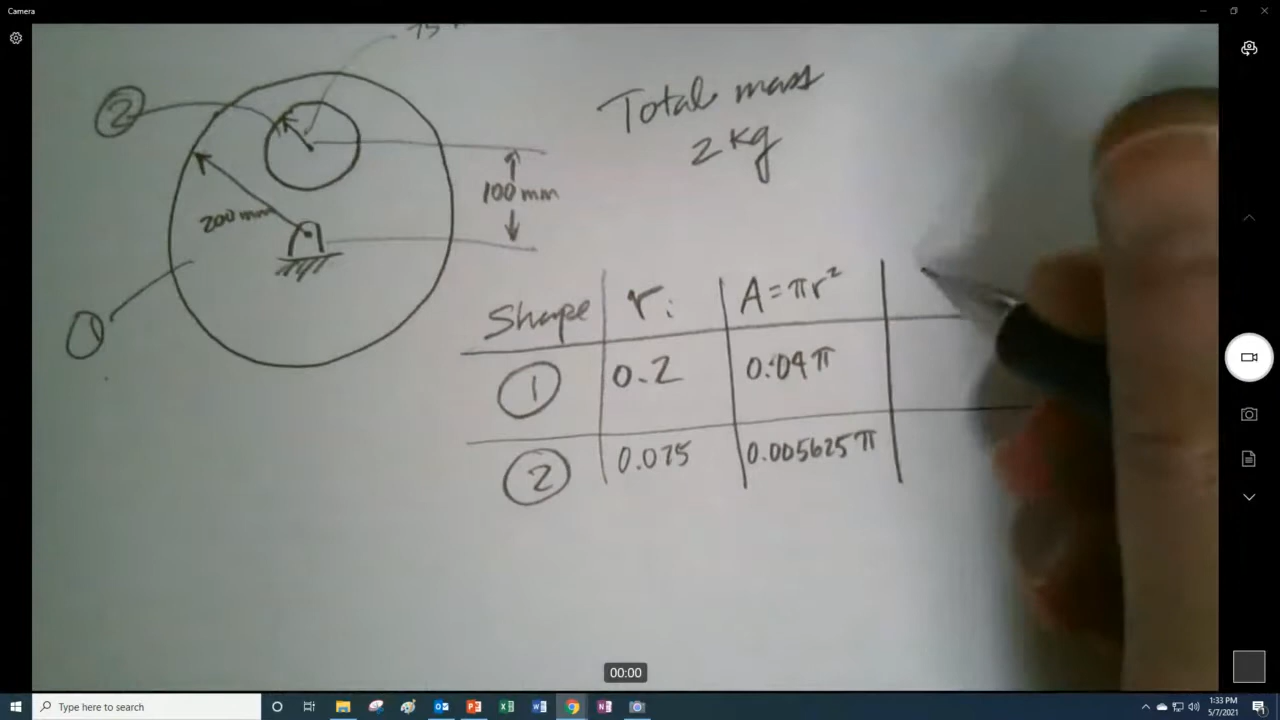 Camera
75
2
Total mass
2 kg
200 mm
100 mm
1
Shape r: A = πr²
1 0.2 0.04π
2 0.075 0.005625π
00:00
Type here to search
1:33 PM
5/7/2021